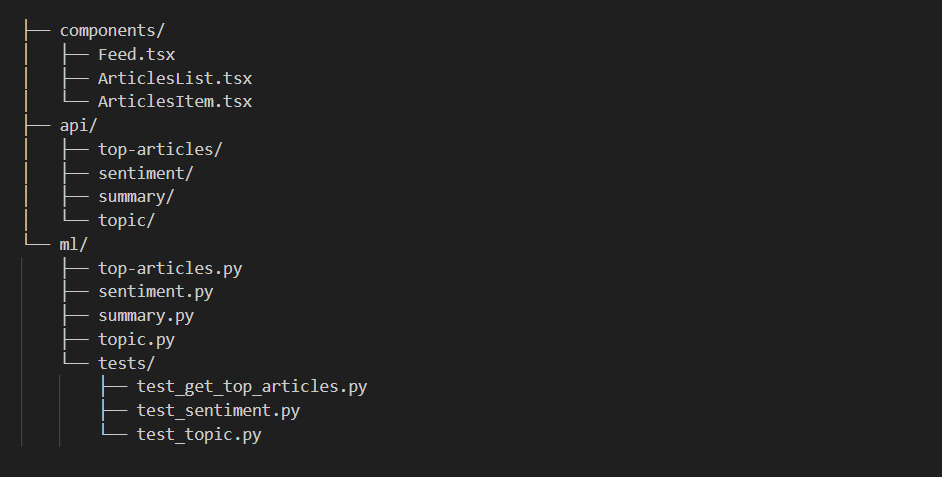 ├── components/
│   ├── Feed.tsx
│   ├── ArticlesList.tsx
│   └── ArticlesItem.tsx
├── api/
│   ├── top-articles/
│   ├── sentiment/
│   ├── summary/
│   └── topic/
└── ml/
    ├── top-articles.py
    ├── sentiment.py
    ├── summary.py
    ├── topic.py
    └── tests/
        ├── test_get_top_articles.py
        ├── test_sentiment.py
        └── test_topic.py